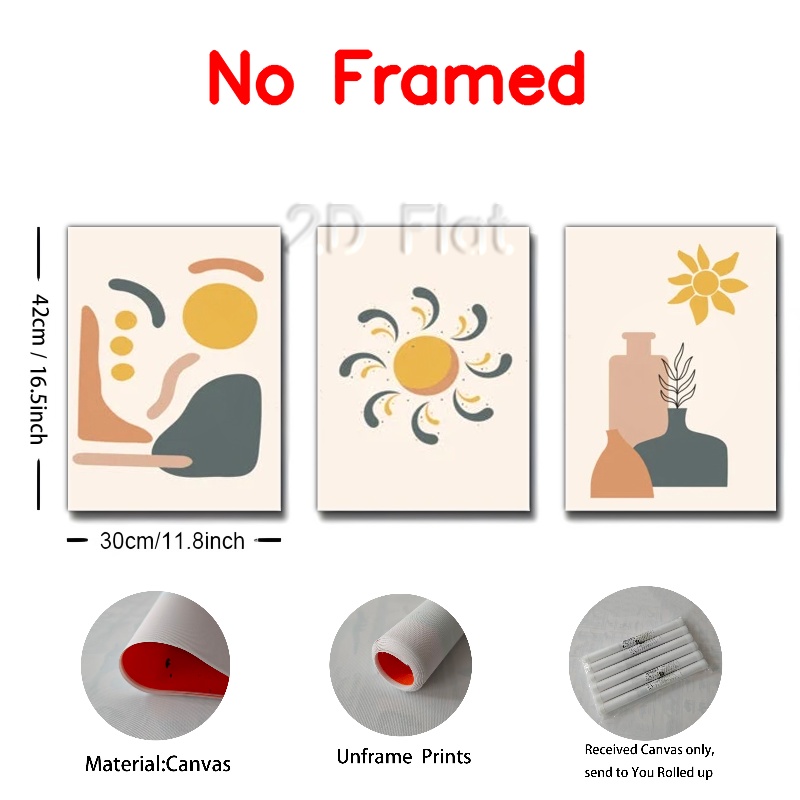 No Framed
2D Flat
42cm / 16.5inch
30cm/11.8inch
Material:Canvas
Unframe Prints
Received Canvas only,
send to You Rolled up